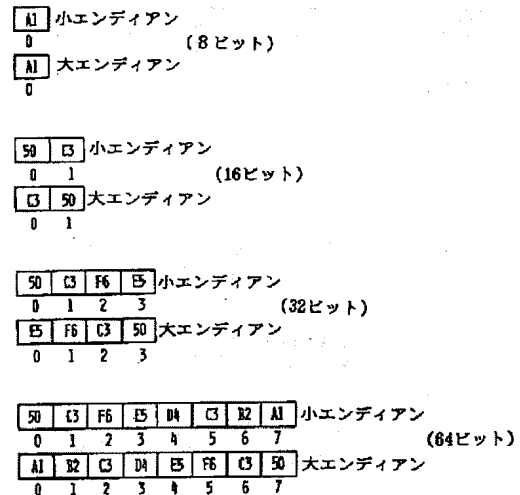 A1 小エンディアン
0
(8ビット)
A1 大エンディアン
0
50 C3 小エンディアン
0 1
(16ビット)
C3 50 大エンディアン
0 1
50 C3 F6 E5 小エンディアン
0 1 2 3
(32ビット)
E5 F6 C3 50 大エンディアン
0 1 2 3
50 C3 F6 E5 D4 C3 B2 A1 小エンディアン
0 1 2 3 4 5 6 7
(64ビット)
A1 B2 C3 D4 E5 F6 C3 50 大エンディアン
0 1 2 3 4 5 6 7